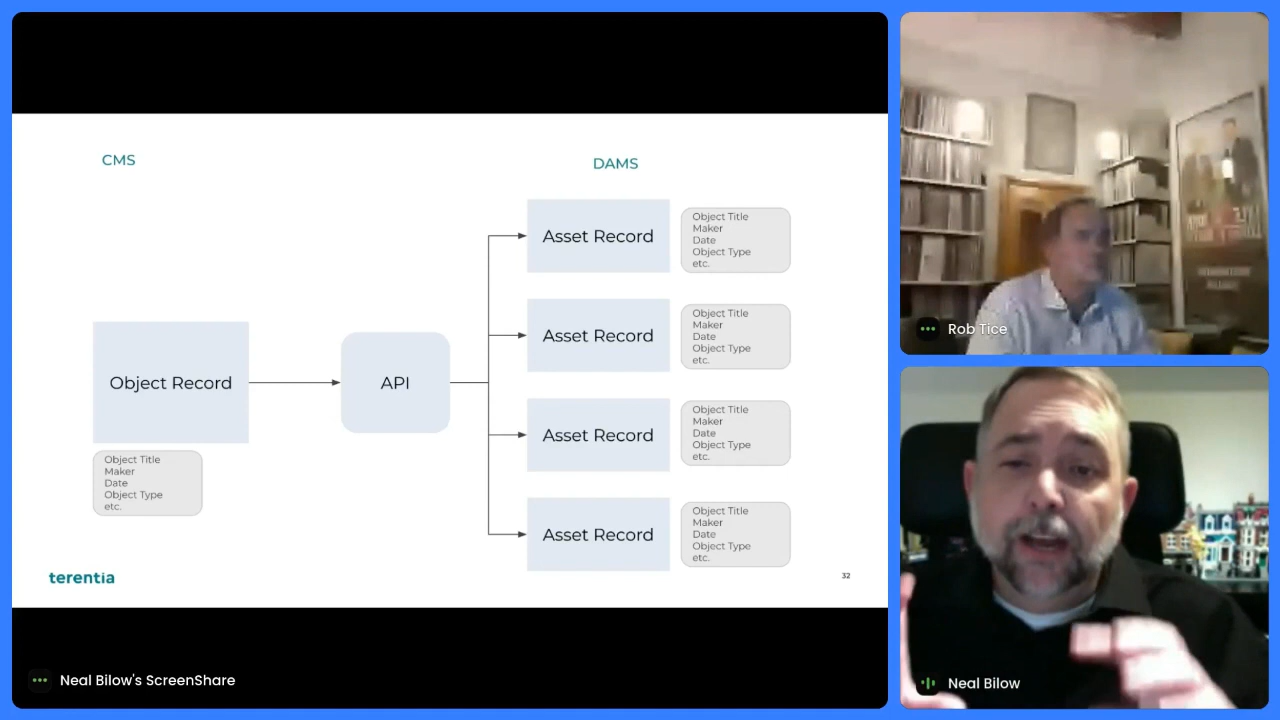 CMS
DAMS
Object Record
Object Title
Maker
Date
Object Type
etc.
API
Asset Record
Object Title
Maker
Date
Object Type
etc.
Asset Record
Object Title
Maker
Date
Object Type
etc.
Asset Record
Object Title
Maker
Date
Object Type
etc.
Asset Record
Object Title
Maker
Date
Object Type
etc.
terentia
32
Neal Bilow's ScreenShare
Rob Tice
Neal Bilow